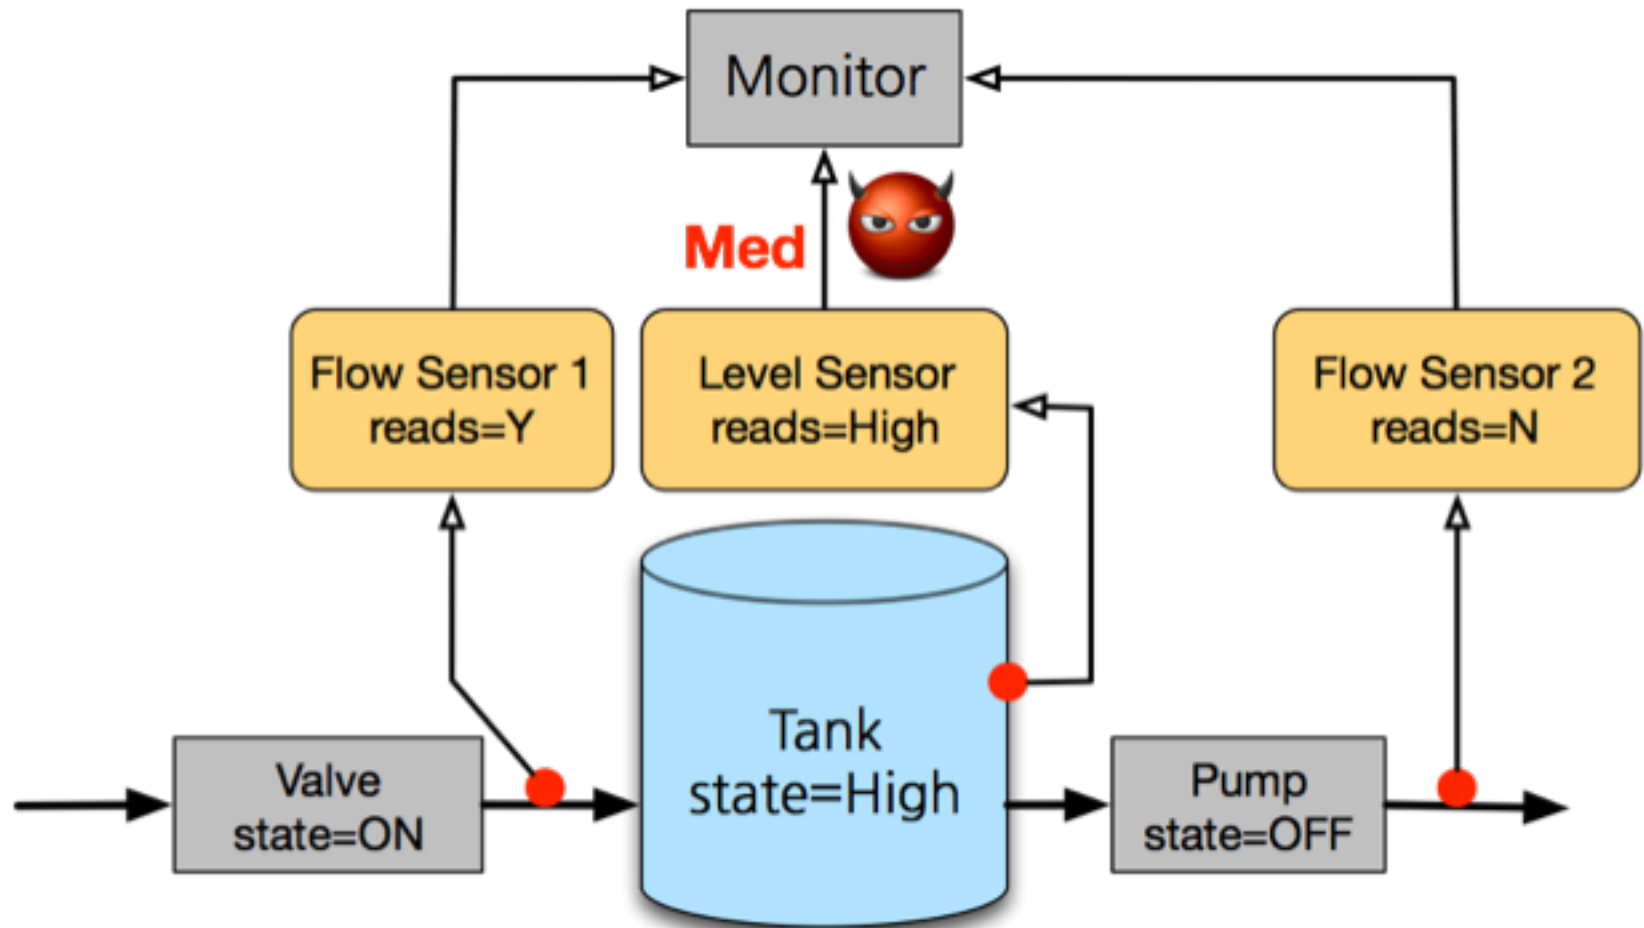 Monitor
Med
Flow Sensor 1
reads=Y
Level Sensor
reads=High
Flow Sensor 2
reads=N
Valve
state=ON
Tank
state=High
Pump
state=OFF